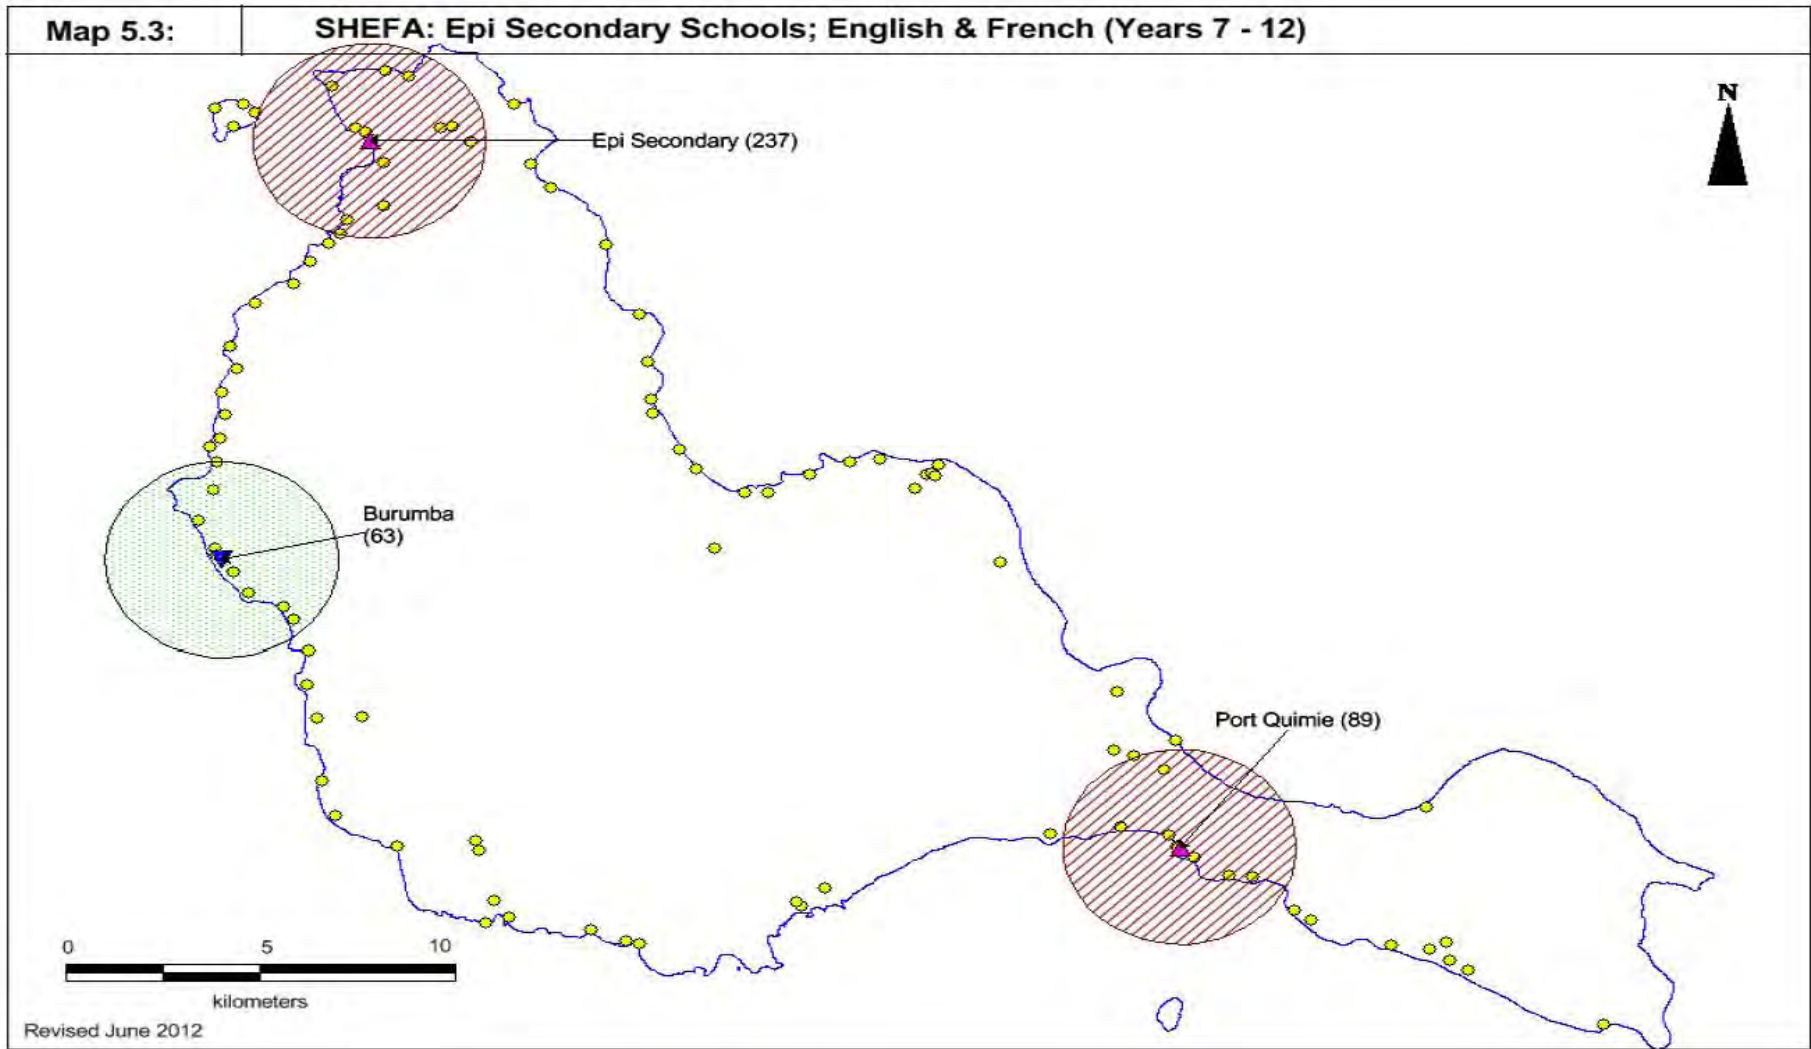 Map 5.3:
SHEFA: Epi Secondary Schools; English & French (Years 7 - 12)
N
Epi Secondary (237)
Burumba
(63)
Port Quimie (89)
0 5 10
kilometers
Revised June 2012